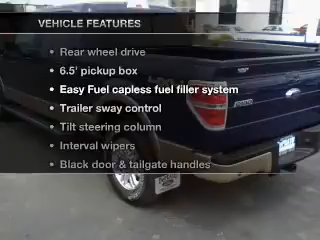 VEHICLE FEATURES
Rear wheel drive
6.5' pickup box
Easy Fuel capless fuel filler system
Trailer sway control
Tilt steering column
Interval wipers
Black door & tailgate handles